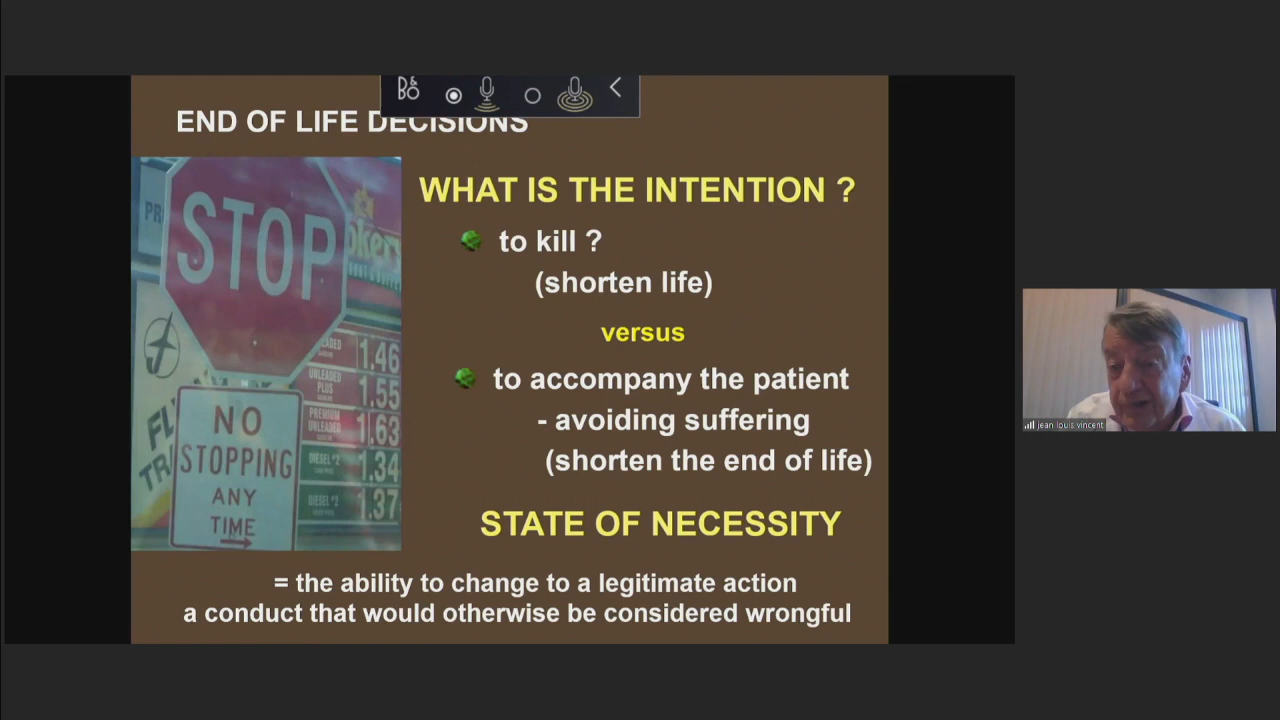 B&O
END OF LIFE DECISIONS
WHAT IS THE INTENTION ?
to kill ?
(shorten life)
versus
to accompany the patient
- avoiding suffering
(shorten the end of life)
STATE OF NECESSITY
= the ability to change to a legitimate action
a conduct that would otherwise be considered wrongful
STOP
NO
STOPPING
ANY
TIME
1.46
UNLEADED
PLUS
1.55
PREMIUM
UNLEADED
1.63
DIESEL #2
1.34
DIESEL #2
1.37
jean louis vincent